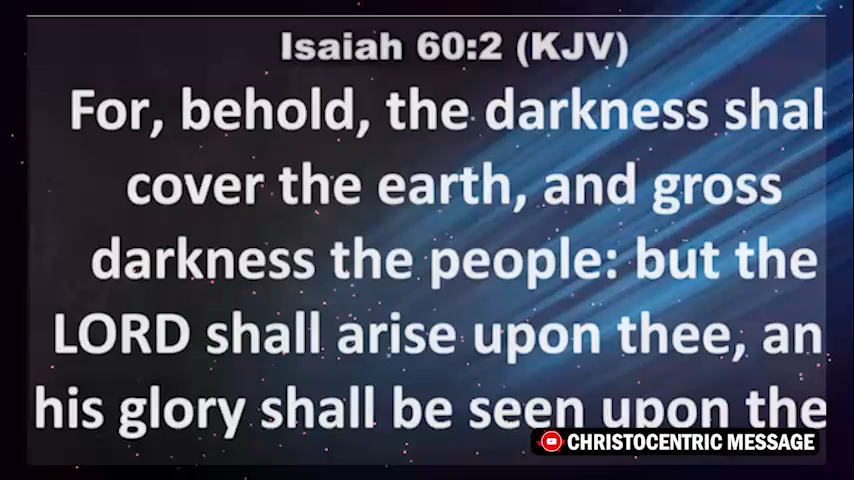 Isaiah 60:2 (KJV)
For, behold, the darkness shal
cover the earth, and gross
darkness the people: but the
LORD shall arise upon thee, an
his glory shall be seen upon the
CHRISTOCENTRIC MESSAGE